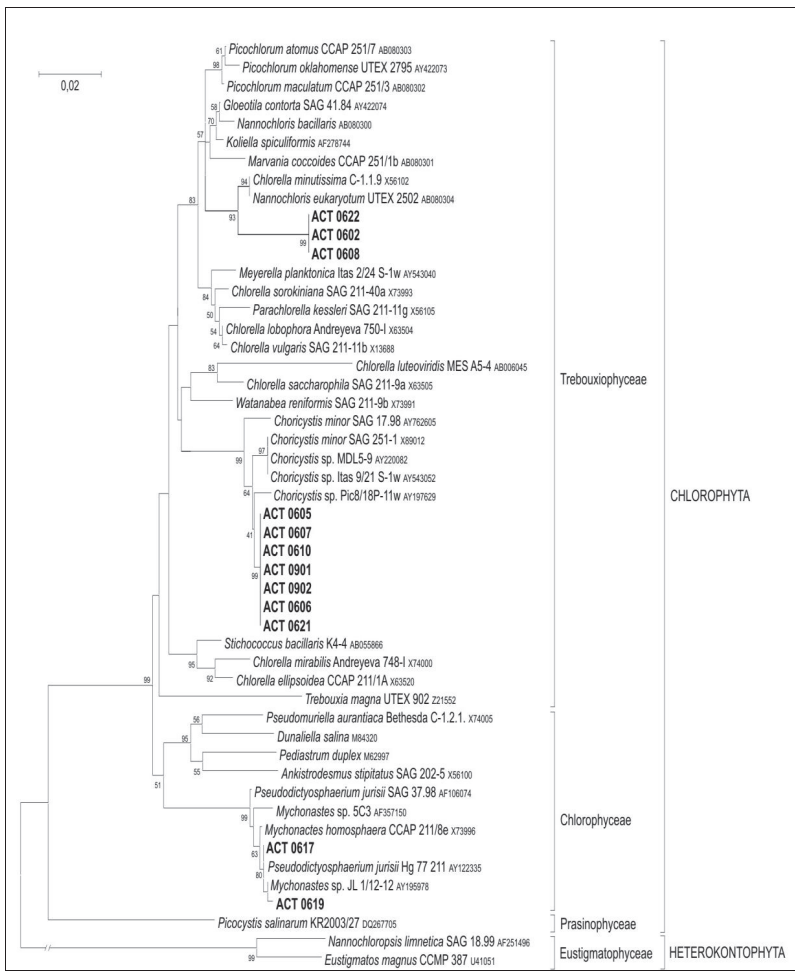 0,02
Picochlorum atomus CCAP 251/7 AB080303
Picochlorum oklahomense UTEX 2795 AY422073
Picochlorum maculatum CCAP 251/3 AB080302
Gloeotila contorta SAG 41.84 AY422074
Nannochloris bacillaris AB080300
Koliella spiculiformis AF278744
Marvania coccoides CCAP 251/1b AB080301
Chlorella minutissima C-1.1.9 X56102
Nannochloris eukaryotum UTEX 2502 AB080304
ACT 0622
ACT 0602
ACT 0608
Meyerella planktonica Itas 2/24 S-1w AY543040
Chlorella sorokiniana SAG 211-40a X73993
Parachlorella kessleri SAG 211-11g X56105
Chlorella lobophora Andreyeva 750-I X63504
Chlorella vulgaris SAG 211-11b X13688
Chlorella luteoviridis MES A5-4 AB006045
Chlorella saccharophila SAG 211-9a X63505
Watanabea reniformis SAG 211-9b X73991
Choricystis minor SAG 17.98 AY762605
Choricystis minor SAG 251-1 X89012
Choricystis sp. MDL5-9 AY220082
Choricystis sp. Itas 9/21 S-1w AY543052
Choricystis sp. Pic8/18P-11w AY197629
ACT 0605
ACT 0607
ACT 0610
ACT 0901
ACT 0902
ACT 0606
ACT 0621
Stichococcus bacillaris K4-4 AB055866
Chlorella mirabilis Andreyeva 748-I X74000
Chlorella ellipsoidea CCAP 211/1A X63520
Trebouxia magna UTEX 902 Z21552
Pseudomuriella aurantiaca Bethesda C-1.2.1. X74005
Dunaliella salina M84320
Pediastrum duplex M62997
Ankistrodesmus stipitatus SAG 202-5 X56100
Pseudodictyosphaerium jurisii SAG 37.98 AF106074
Mychonastes sp. 5C3 AF357150
Mychonactes homosphaera CCAP 211/8e X73996
ACT 0617
Pseudodictyosphaerium jurisii Hg 77 211 AY122335
Mychonastes sp. JL 1/12-12 AY195978
ACT 0619
Picocystis salinarum KR2003/27 DQ267705
Nannochloropsis limnetica SAG 18.99 AF251496
Eustigmatos magnus CCMP 387 U41051
61
98
58
70
57
94
93
99
83
84
50
54
64
83
99
97
64
41
99
95
92
99
56
95
55
51
99
63
80
99
Trebouxiophyceae
Chlorophyceae
Prasinophyceae
Eustigmatophyceae
CHLOROPHYTA
HETEROKONTOPHYTA